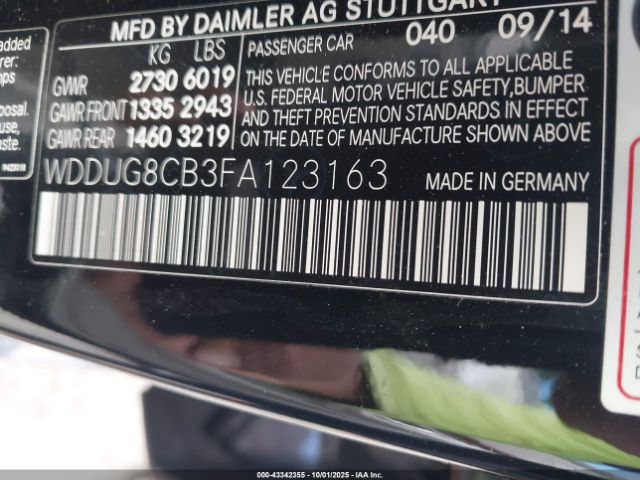 MFD BY DAIMLER AG STUTTGART
KG LBS
GVWR 2730 6019
GAWR FRONT 1335 2943
GAWR REAR 1460 3219
PASSENGER CAR 040 09/14
THIS VEHICLE CONFORMS TO ALL APPLICABLE
U.S. FEDERAL MOTOR VEHICLE SAFETY,BUMPER
AND THEFT PREVENTION STANDARDS IN EFFECT
ON THE DATE OF MANUFACTURE SHOWN ABOVE
WDDUG8CB3FA123163 MADE IN GERMANY
added
mps
posal.
use,
etc.
000-43342355 | 10/01/2025 | IAA Inc.